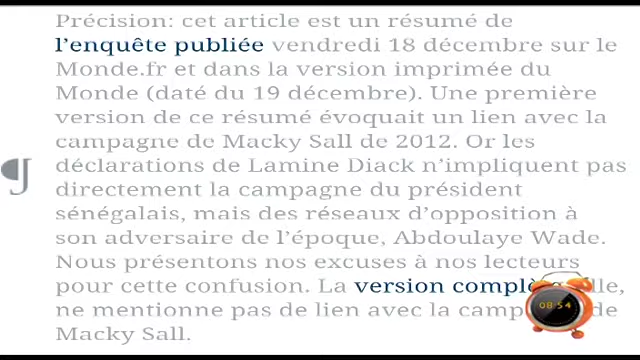 Précision: cet article est un résumé de
l’enquête publiée vendredi 18 décembre sur le
Monde.fr et dans la version imprimée du
Monde (daté du 19 décembre). Une première
version de ce résumé évoquait un lien avec la
campagne de Macky Sall de 2012. Or les
déclarations de Lamine Diack n’impliquent pas
directement la campagne du président
sénégalais, mais des réseaux d’opposition à
son adversaire de l’époque, Abdoulaye Wade.
Nous présentons nos excuses à nos lecteurs
pour cette confusion. La version
ne mentionne pas de lien avec la de
Macky Sall.
08:54